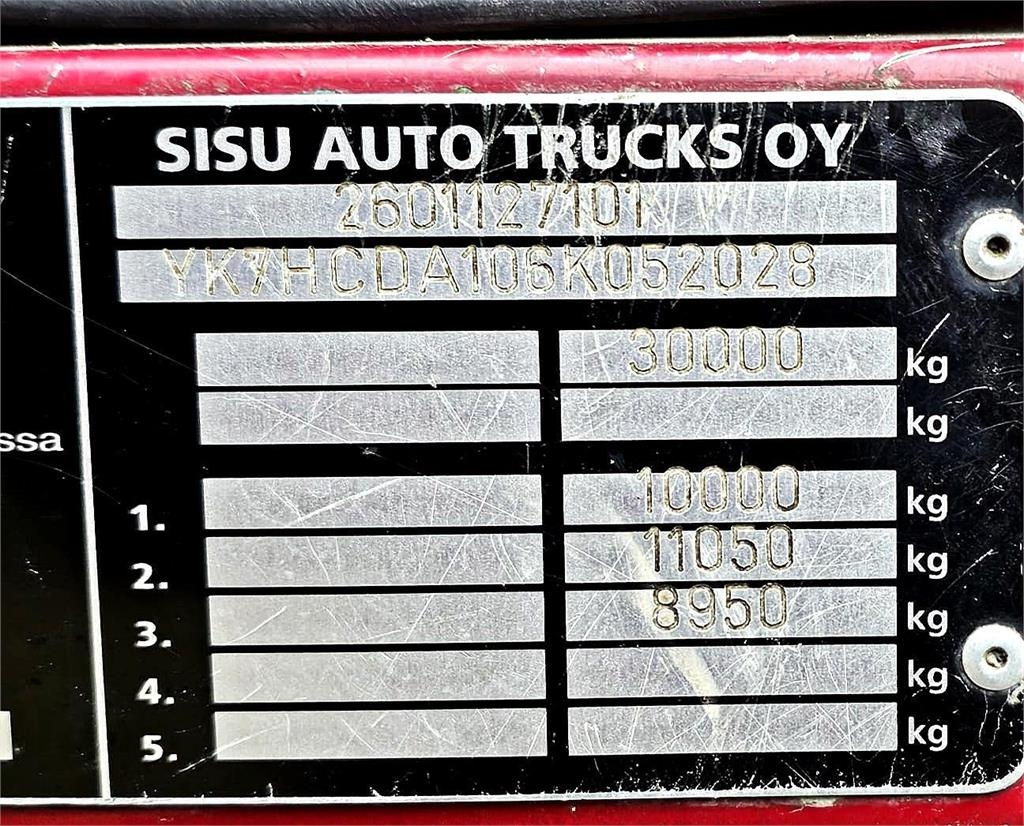 SISU AUTO TRUCKS OY
2601127101
YK7HCDA106K052028
30000 kg
kg
ssa
1. 10000 kg
2. 11050 kg
3. 8950 kg
4. kg
5. kg